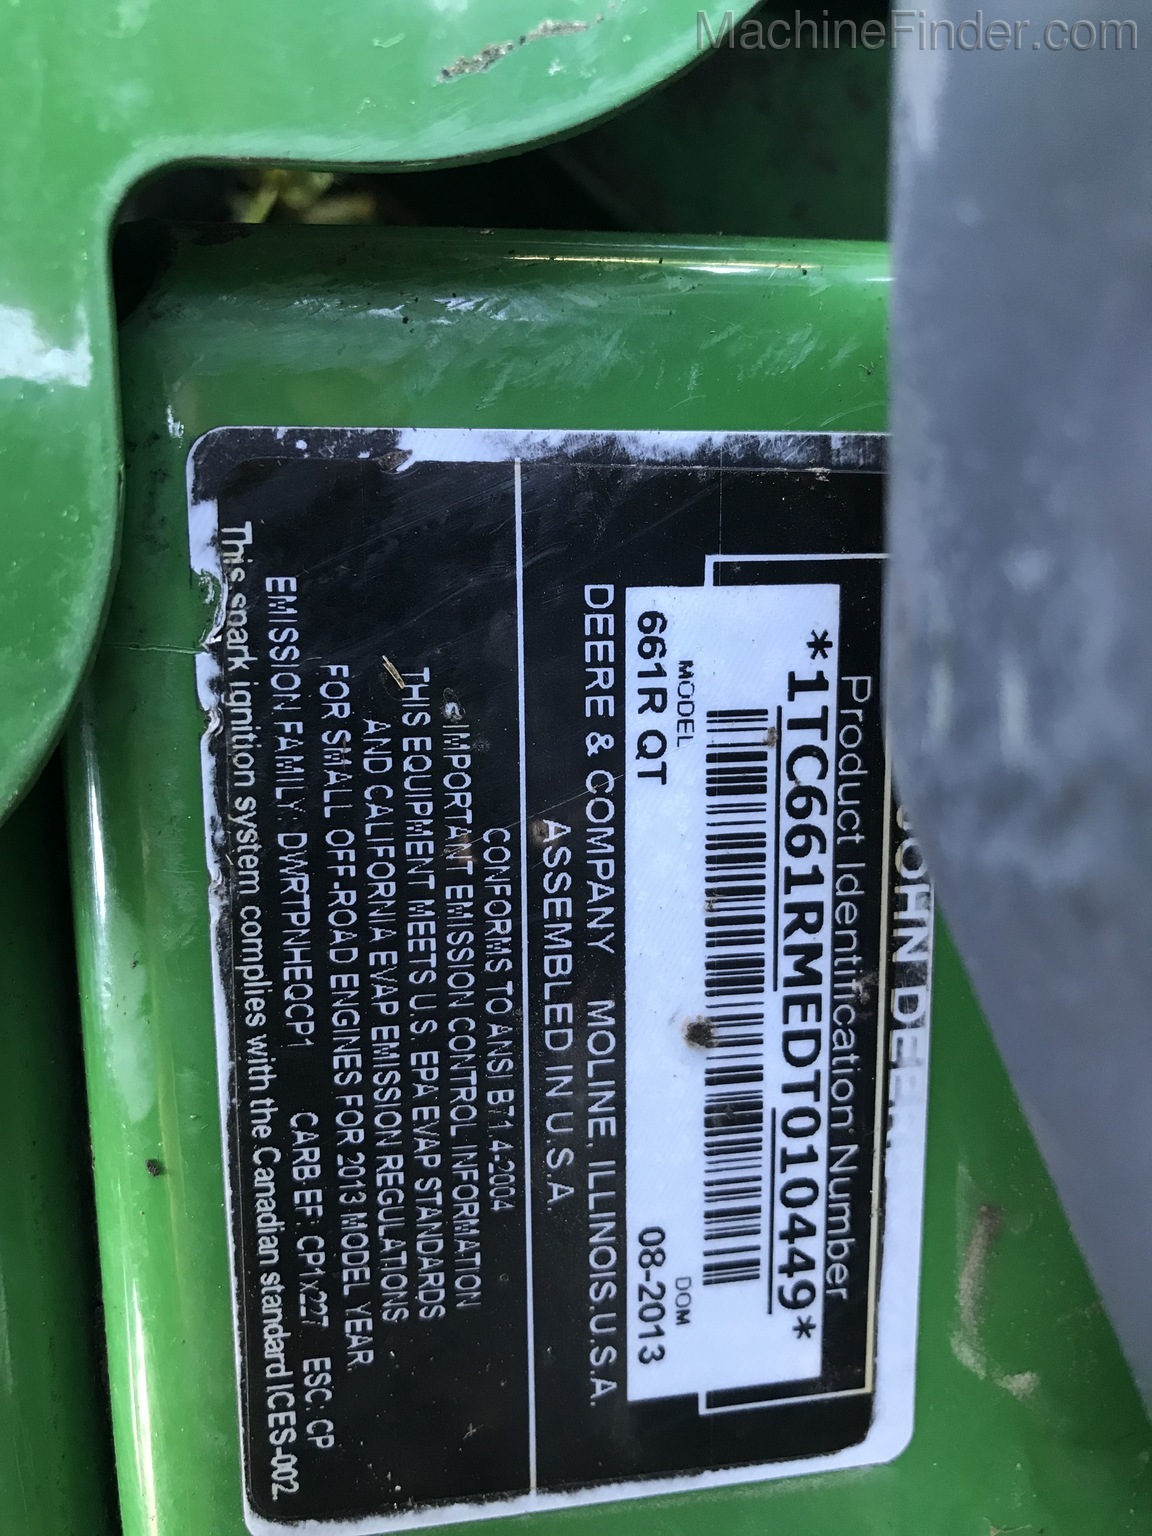 MachineFinder.com
JOHN DEERE
Product Identification Number
*1TC661RMEDT010449*
MODEL
DOM
661R QT
08-2013
DEERE & COMPANY MOLINE, ILLINOIS.U.S.A.
ASSEMBLED IN U.S.A.
CONFORMS TO ANSI B71.4-2004
IMPORTANT EMISSION CONTROL INFORMATION
THIS EQUIPMENT MEETS U.S. EPA EVAP STANDARDS
AND CALIFORNIA EVAP EMISSION REGULATIONS
FOR SMALL OFF-ROAD ENGINES FOR 2013 MODEL YEAR.
EMISSION FAMILY: DWRTPNHEQCP1 CARB EF: CP1x227 ESC: CP
This spark ignition system complies with the Canadian standard ICES-002.